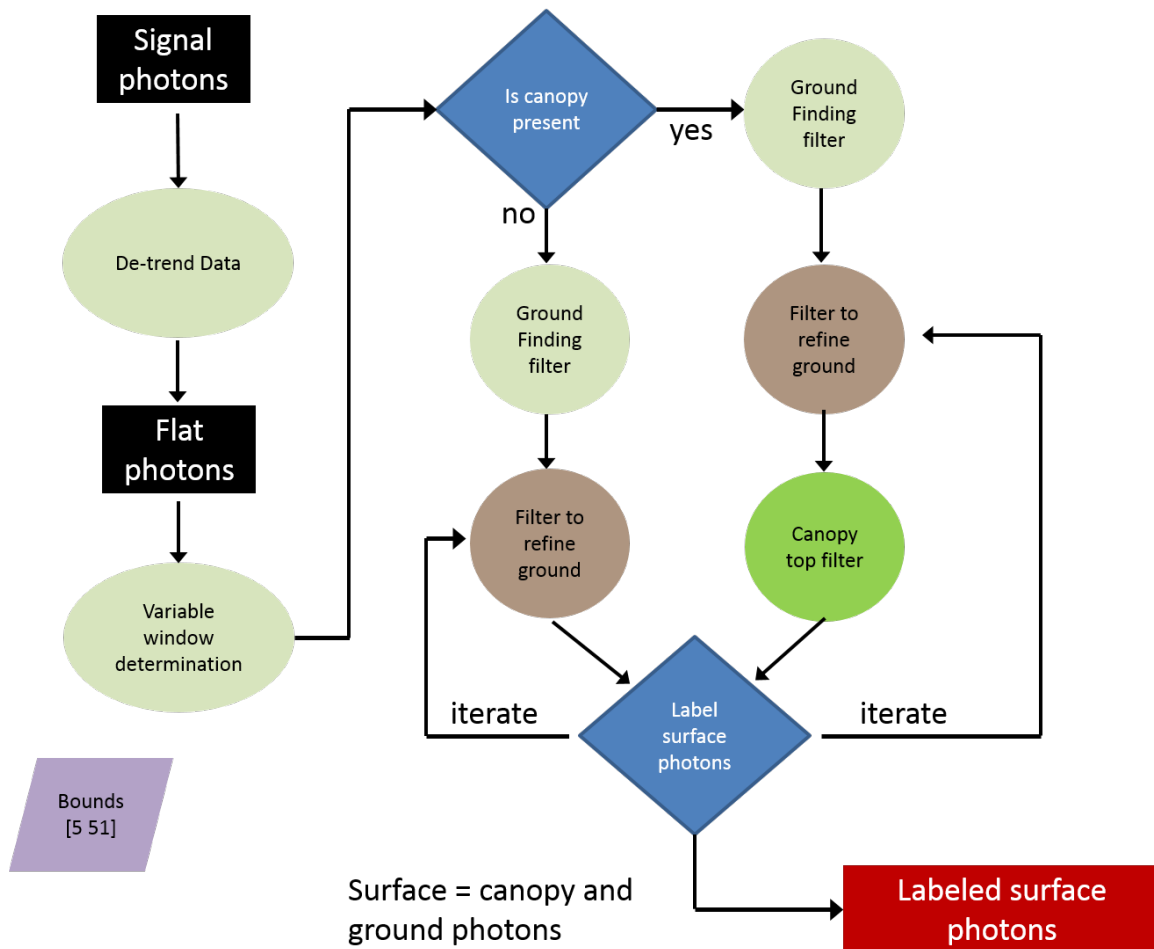 Signal
photons
De-trend Data
Flat
photons
Variable
window
determination
Bounds
[5 51]
Is canopy
present
yes
no
Ground
Finding
filter
Filter to
refine
ground
Ground
Finding
filter
Filter to
refine
ground
Canopy
top filter
iterate
Label
surface
photons
iterate
Surface = canopy and
ground photons
Labeled surface
photons